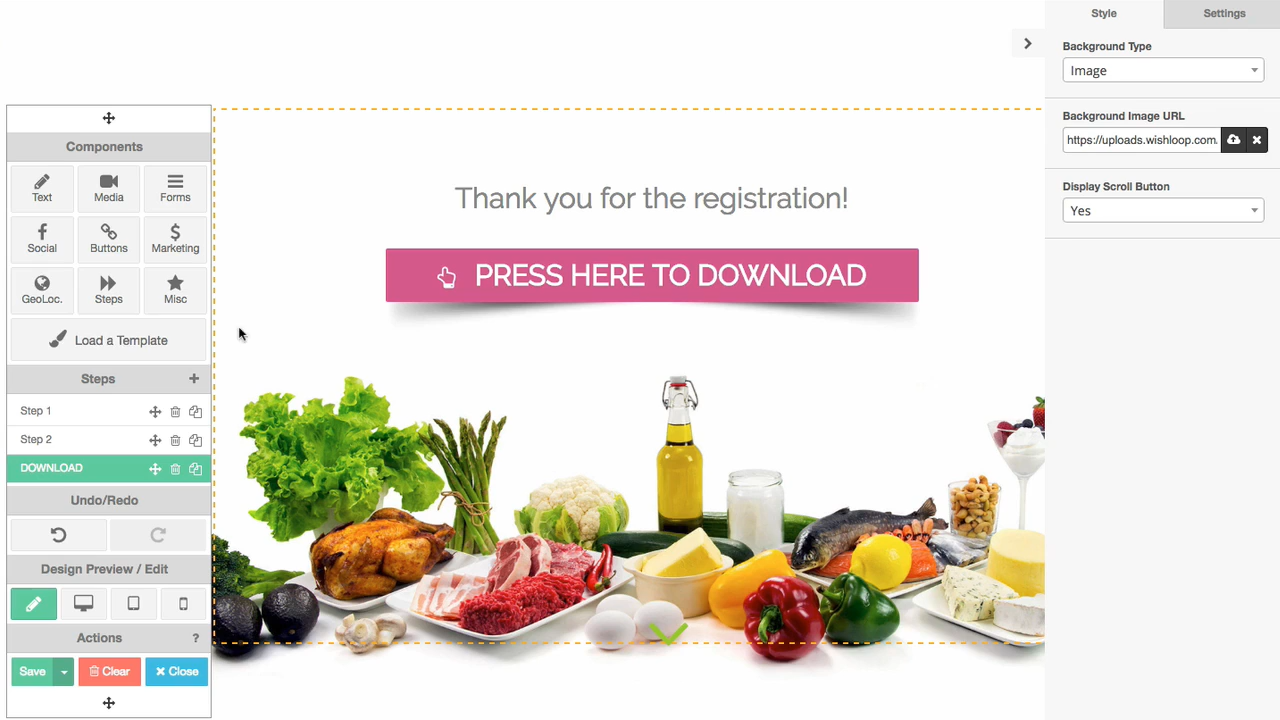 Components
Text
Media
Forms
Social
Buttons
Marketing
GeoLoc.
Steps
Misc
Load a Template
Steps
Step 1
Step 2
DOWNLOAD
Undo/Redo
Design Preview / Edit
Actions ?
Save
Clear
Close
Thank you for the registration!
PRESS HERE TO DOWNLOAD
Style
Settings
Background Type
Image
Background Image URL
https://uploads.wishloop.com.
Display Scroll Button
Yes